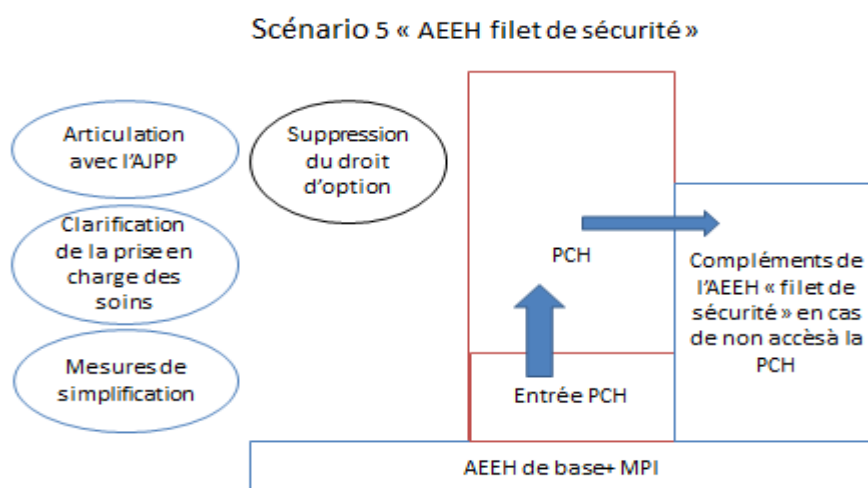 Scénario 5 « AEEH filet de sécurité »
Articulation
avec l'AJPP
Suppression
du droit
d'option
Clarification
de la prise en
charge des
soins
Mesures de
simplification
PCH
Entrée PCH
Compléments de
l'AEEH « filet de
sécurité » en cas
de non accèsà la
PCH
AEEH de base+ MPI